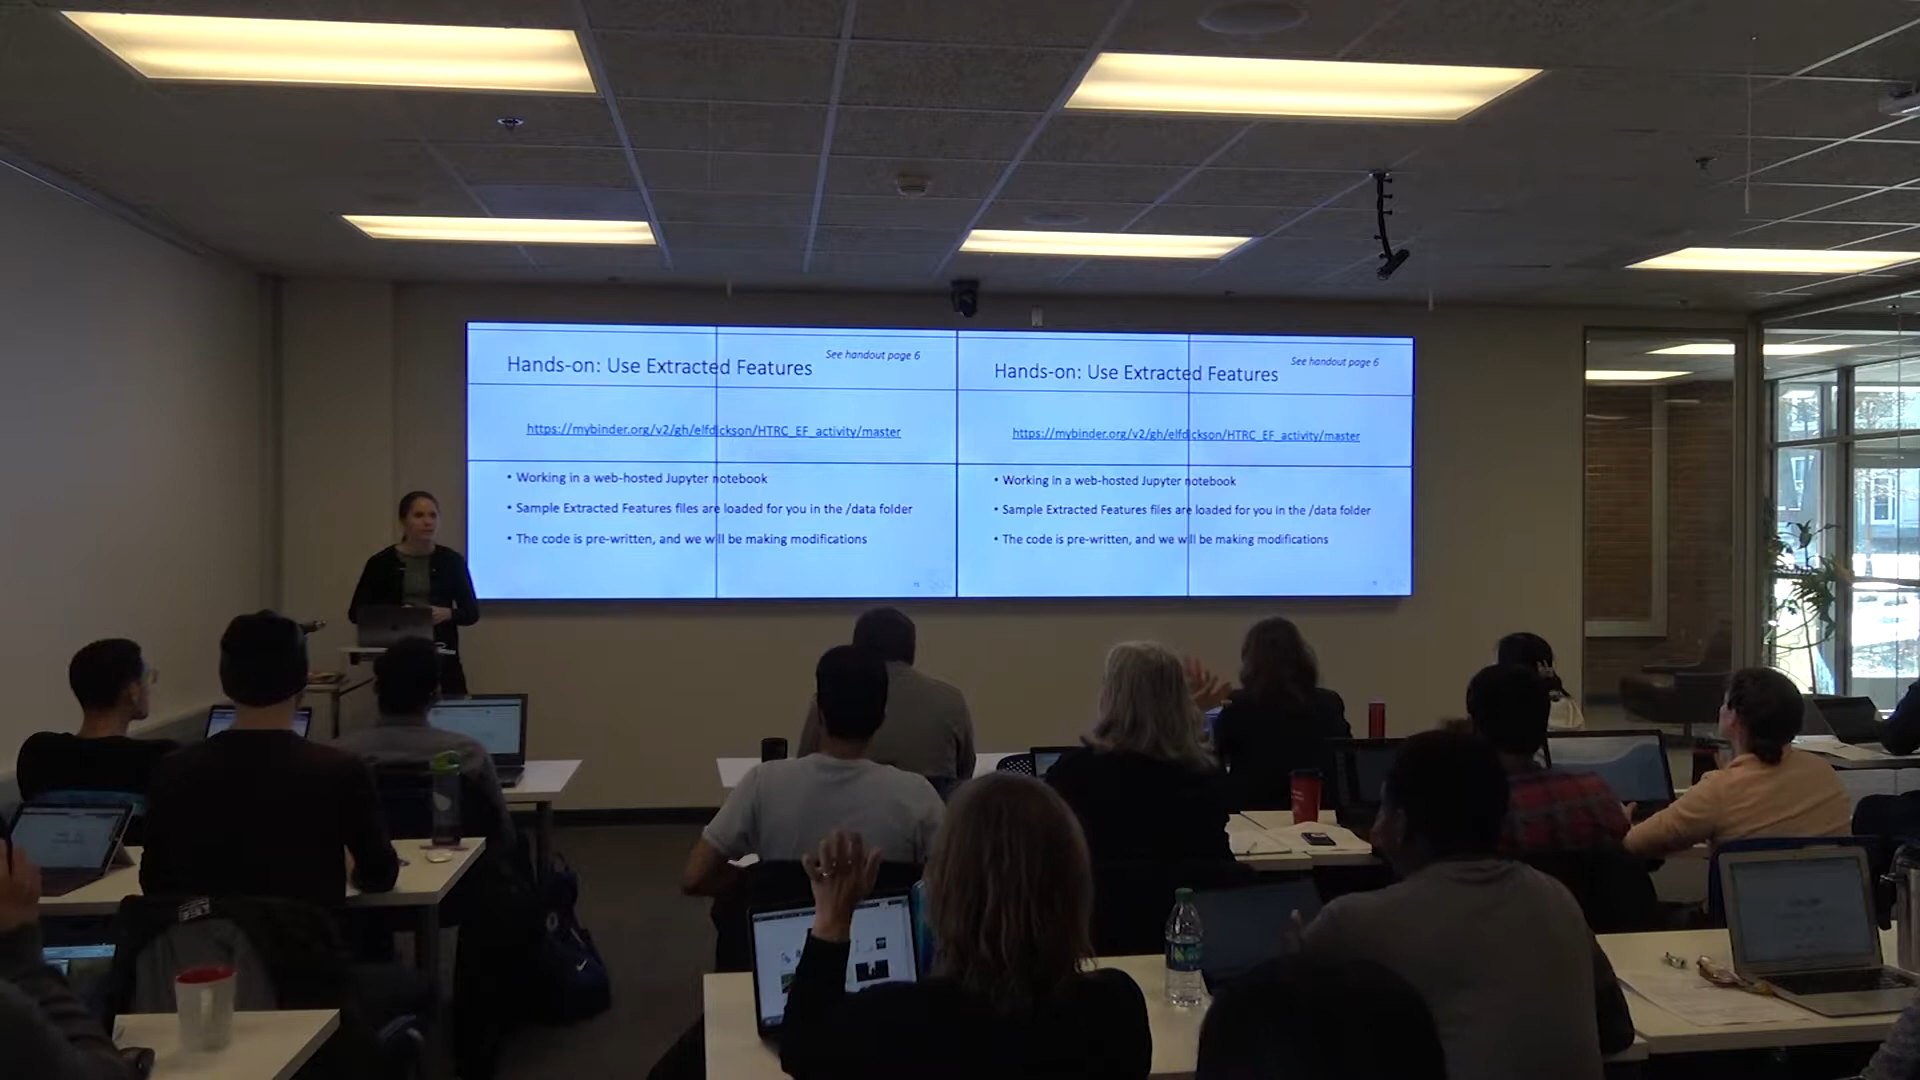 Hands-on: Use Extracted Features
See handout page 6
https://mybinder.org/v2/gh/elfdickson/HTRC_EF_activity/master
• Working in a web-hosted Jupyter notebook
• Sample Extracted Features files are loaded for you in the /data folder
• The code is pre-written, and we will be making modifications
Hands-on: Use Extracted Features
See handout page 6
https://mybinder.org/v2/gh/elfdickson/HTRC_EF_activity/master
• Working in a web-hosted Jupyter notebook
• Sample Extracted Features files are loaded for you in the /data folder
• The code is pre-written, and we will be making modifications